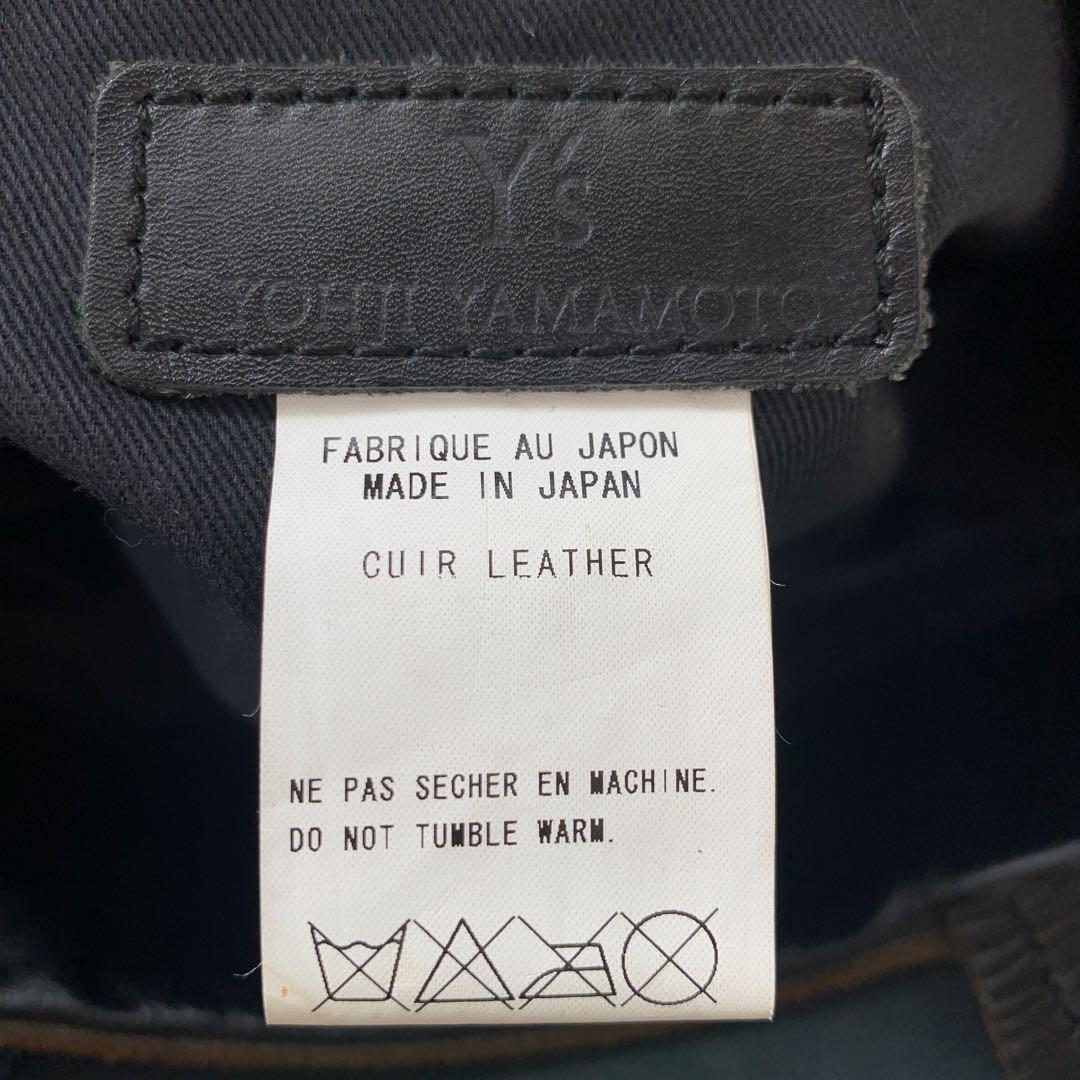 Y's
YOHJI YAMAMOTO
FABRIQUE AU JAPON
MADE IN JAPAN
CUIR LEATHER
NE PAS SECHER EN MACHINE.
DO NOT TUMBLE WARM.